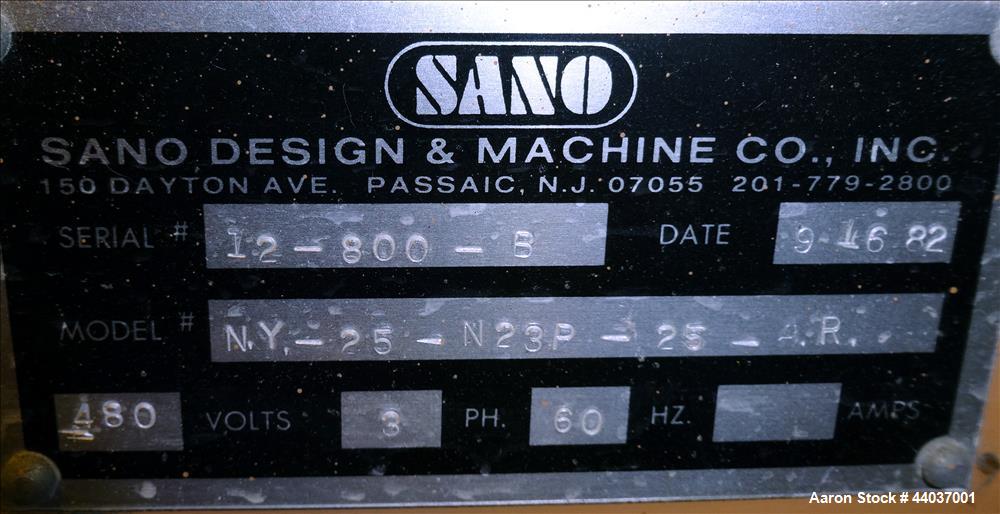 SANO
SANO DESIGN & MACHINE CO., INC.
150 DAYTON AVE. PASSAIC, N.J. 07055 201-779-2800
SERIAL # 12-800-B DATE 9-16 82
MODEL # N.Y.-25-N23P-25-A.R.
480 VOLTS 3 PH. 60 HZ. AMPS
Aaron Stock # 44037001